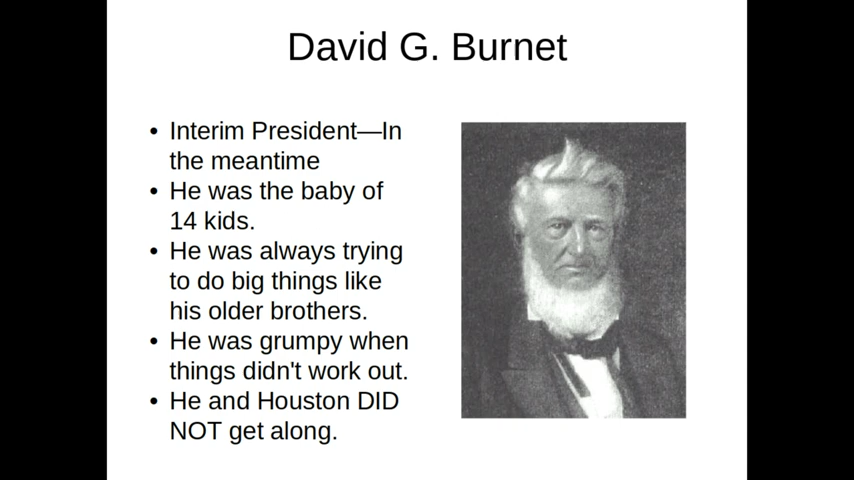 David G. Burnet
• Interim President—In
the meantime
• He was the baby of
14 kids.
• He was always trying
to do big things like
his older brothers.
• He was grumpy when
things didn't work out.
• He and Houston DID
NOT get along.